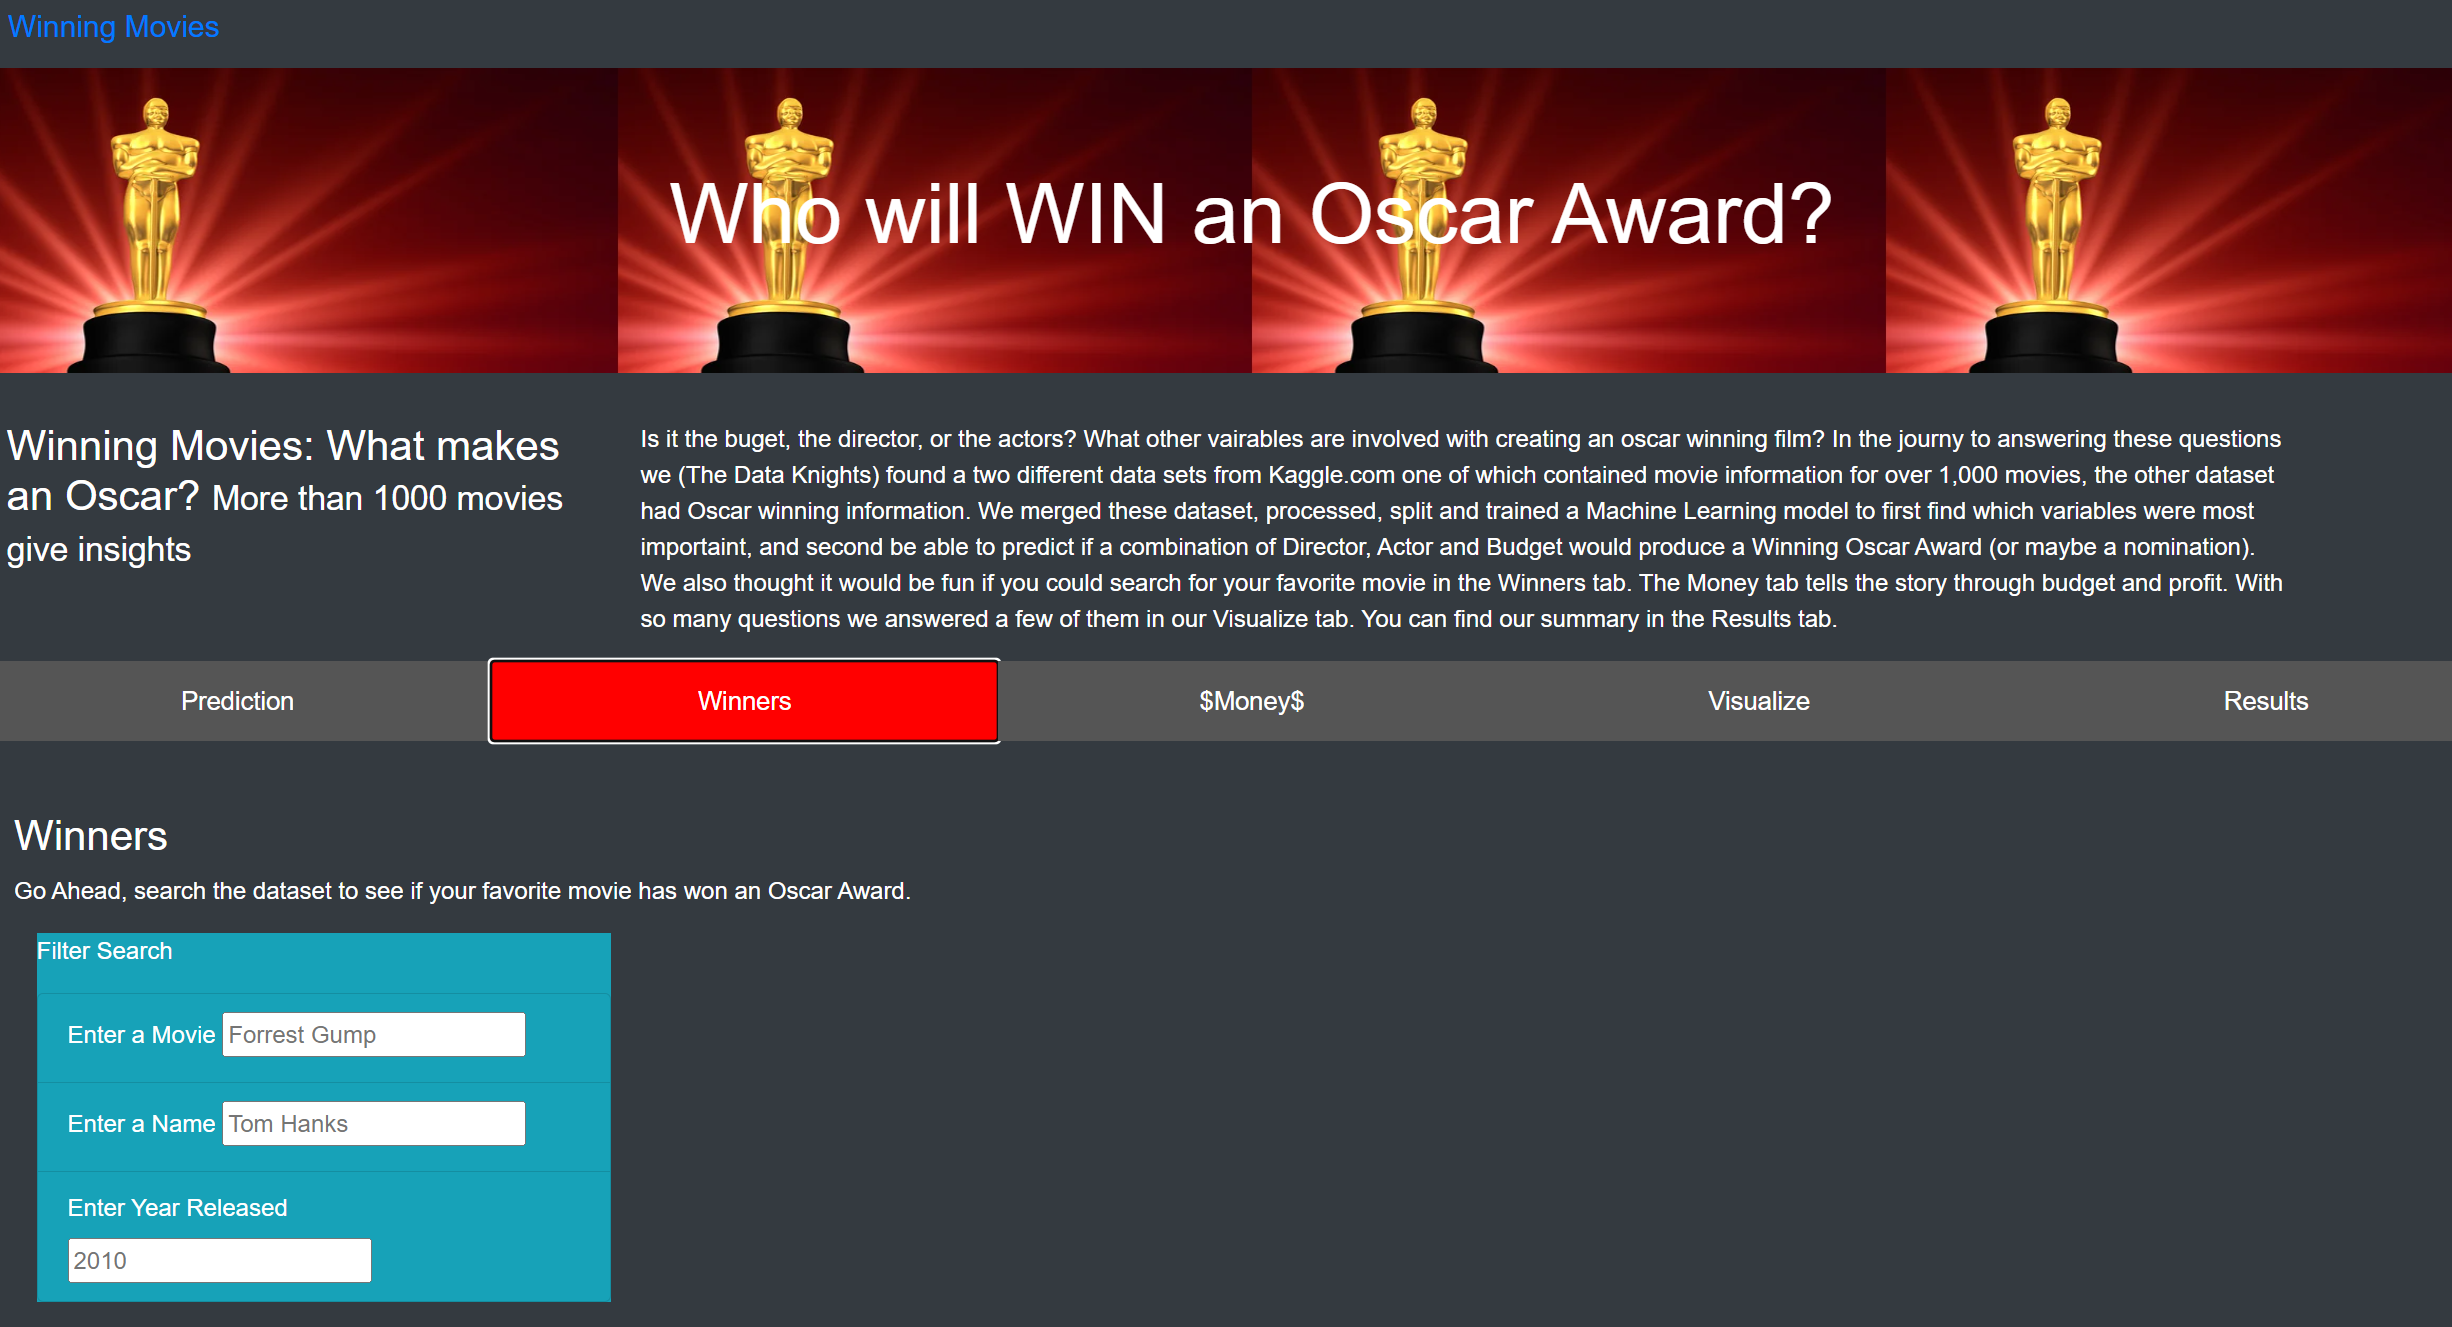 Winning Movies
Who will WIN an Oscar Award?
Winning Movies: What makes
an Oscar? More than 1000 movies
give insights
Is it the buget, the director, or the actors? What other vairables are involved with creating an oscar winning film? In the journy to answering these questions
we (The Data Knights) found a two different data sets from Kaggle.com one of which contained movie information for over 1,000 movies, the other dataset
had Oscar winning information. We merged these dataset, processed, split and trained a Machine Learning model to first find which variables were most
importaint, and second be able to predict if a combination of Director, Actor and Budget would produce a Winning Oscar Award (or maybe a nomination).
We also thought it would be fun if you could search for your favorite movie in the Winners tab. The Money tab tells the story through budget and profit. With
so many questions we answered a few of them in our Visualize tab. You can find our summary in the Results tab.
Prediction Winners $Money$ Visualize Results
Winners
Go Ahead, search the dataset to see if your favorite movie has won an Oscar Award.
Filter Search
Enter a Movie Forrest Gump
Enter a Name Tom Hanks
Enter Year Released
2010